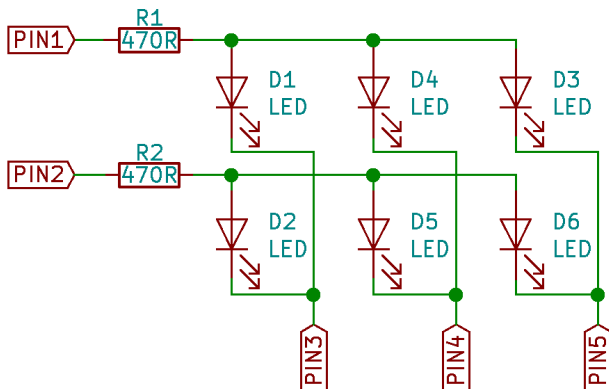 R1
PIN1
470R
D1
LED
D4
LED
D3
LED
R2
PIN2
470R
D2
LED
D5
LED
D6
LED
PIN3
PIN4
PIN5